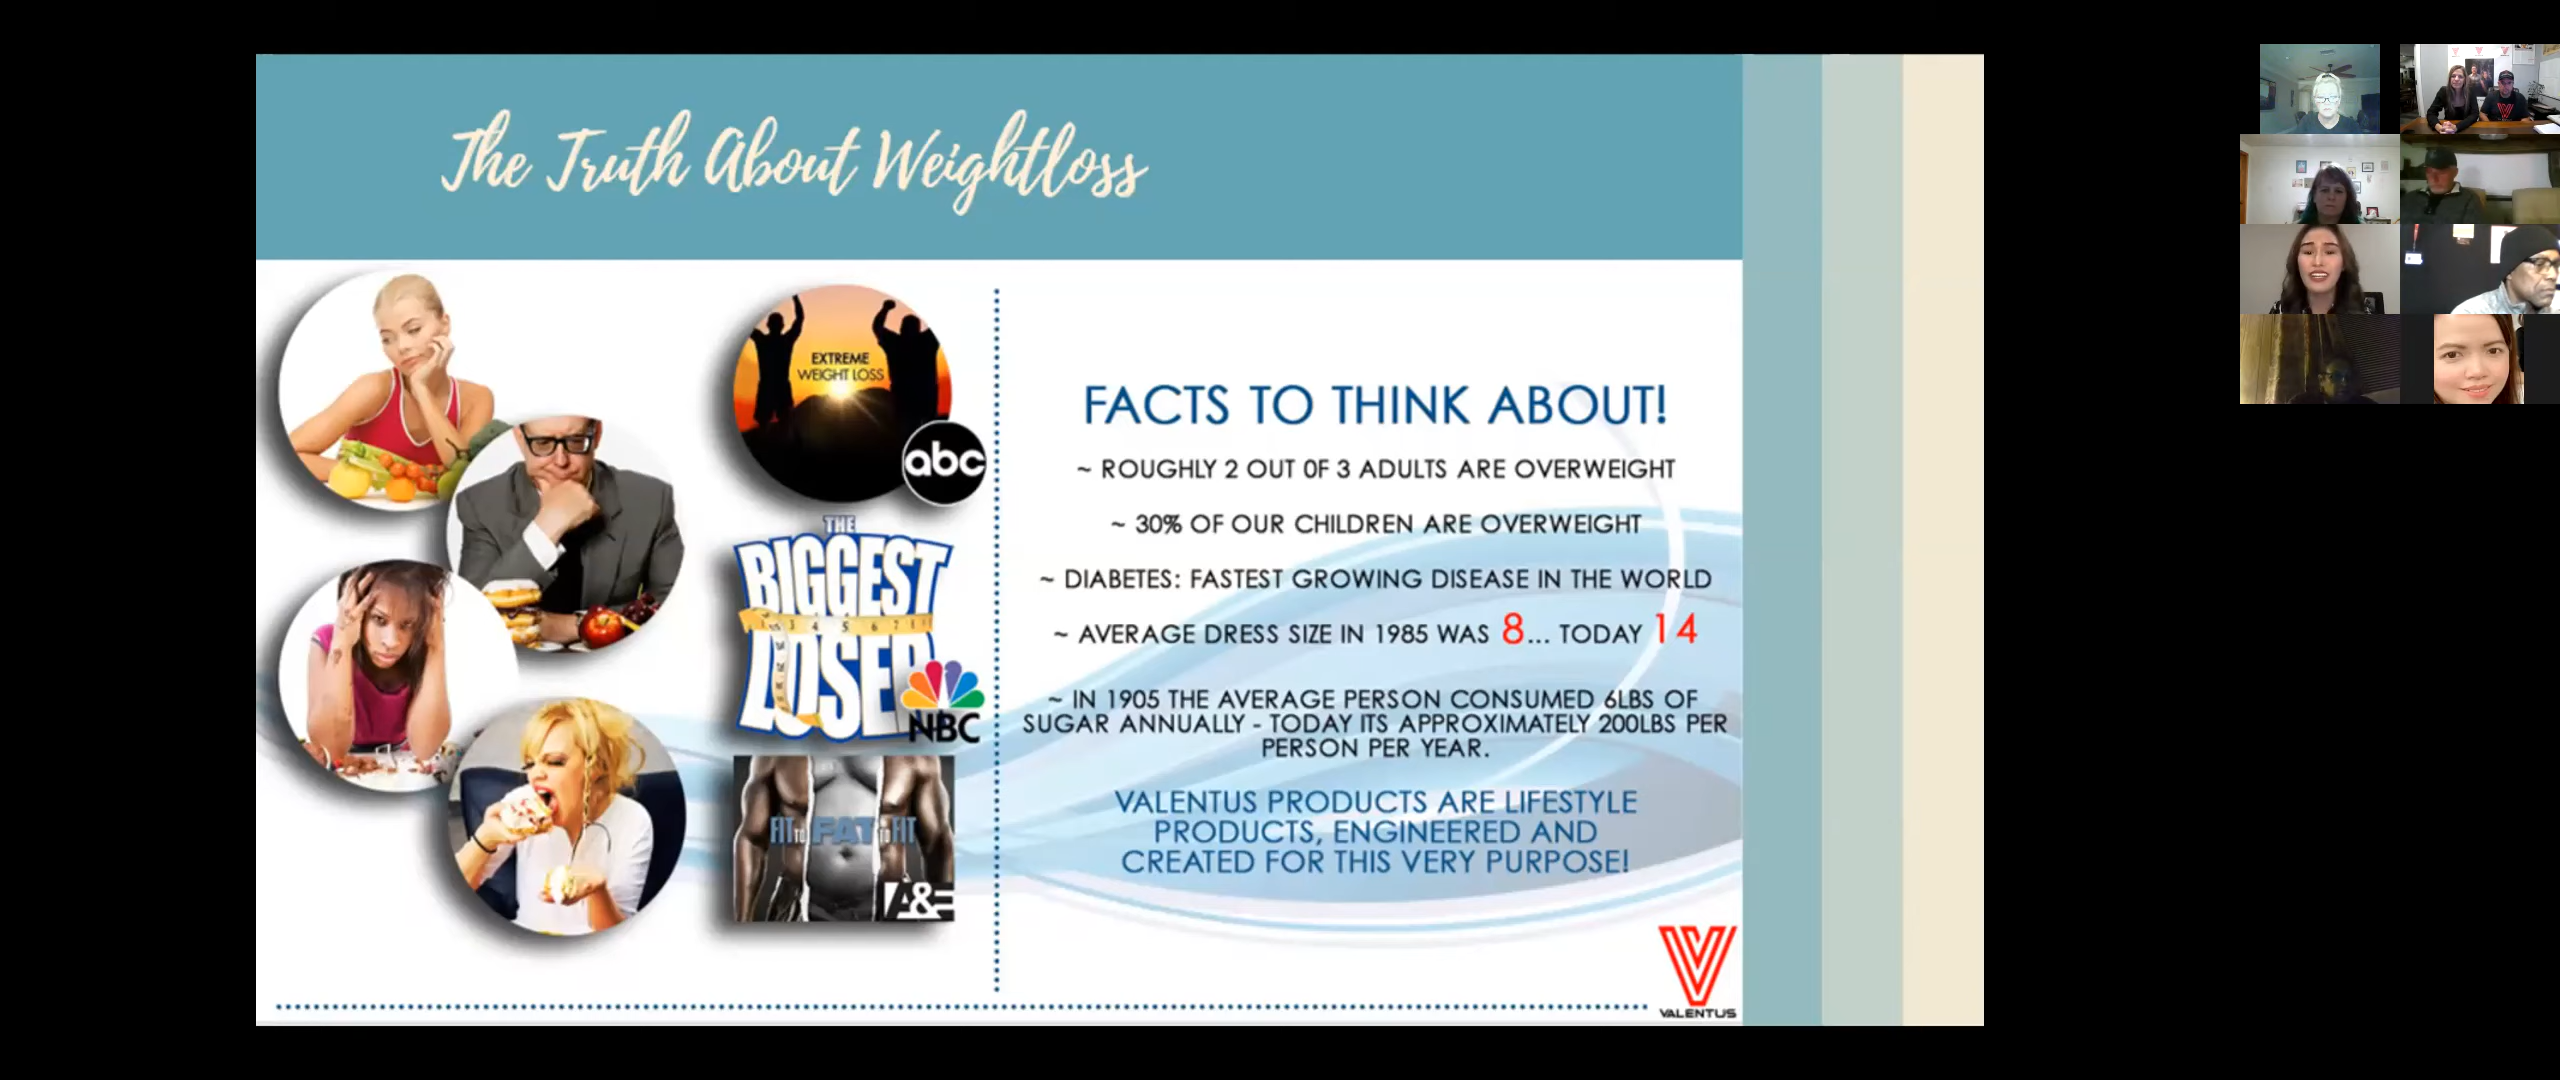 The Truth About Weightloss
EXTREME
WEIGHT LOSS
abc
THE
BIGGEST
LOSER
NBC
FIT to FAT to FIT
A&E
FACTS TO THINK ABOUT!
~ ROUGHLY 2 OUT 0F 3 ADULTS ARE OVERWEIGHT
~ 30% OF OUR CHILDREN ARE OVERWEIGHT
~ DIABETES: FASTEST GROWING DISEASE IN THE WORLD
~ AVERAGE DRESS SIZE IN 1985 WAS 8... TODAY 14
~ IN 1905 THE AVERAGE PERSON CONSUMED 6LBS OF
SUGAR ANNUALLY - TODAY ITS APPROXIMATELY 200LBS PER
PERSON PER YEAR.
VALENTUS PRODUCTS ARE LIFESTYLE
PRODUCTS, ENGINEERED AND
CREATED FOR THIS VERY PURPOSE!
VALENTUS